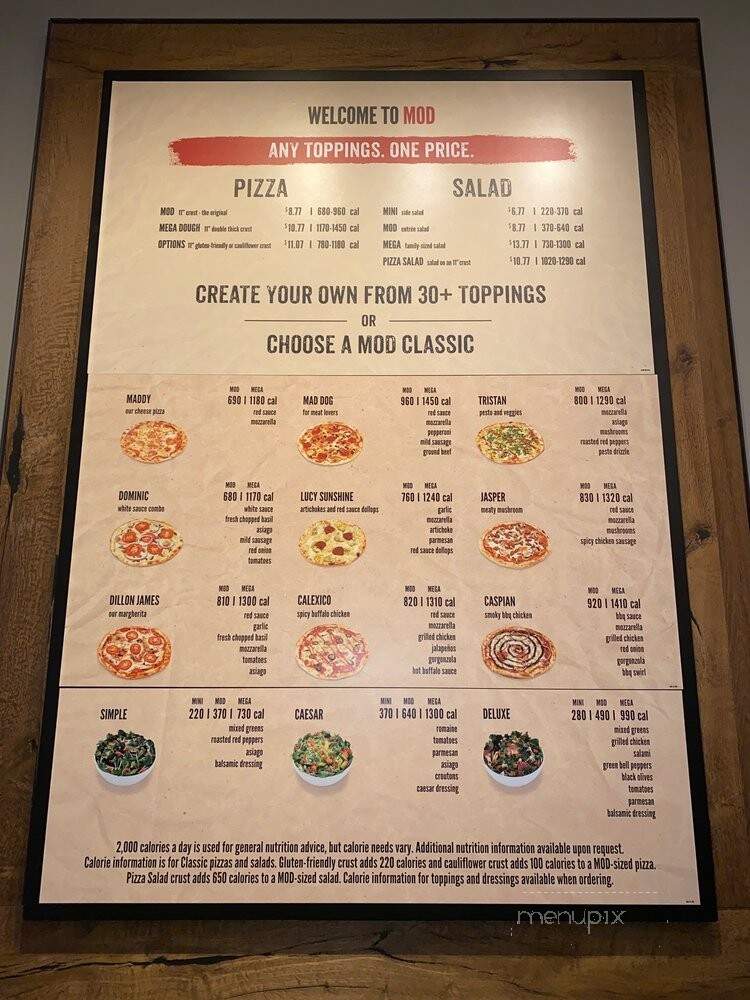 WELCOME TO MOD
ANY TOPPINGS. ONE PRICE.
PIZZA
MOD 11" crust - the original $8.77 | 680-960 cal
MEGA DOUGH 11" double thick crust $10.77 | 1170-1450 cal
OPTIONS 11" gluten-friendly or cauliflower crust $11.07 | 780-1180 cal
SALAD
MINI side salad $6.77 | 220-370 cal
MOD entrée salad $8.77 | 370-640 cal
MEGA family-sized salad $13.77 | 730-1300 cal
PIZZA SALAD salad on an 11" crust $10.77 | 1020-1290 cal
CREATE YOUR OWN FROM 30+ TOPPINGS
OR
CHOOSE A MOD CLASSIC
MADDY
our cheese pizza
MOD MEGA
690 | 1180 cal
red sauce
mozzarella
MAD DOG
for meat lovers
MOD MEGA
960 | 1450 cal
red sauce
mozzarella
pepperoni
mild sausage
ground beef
TRISTAN
pesto and veggies
MOD MEGA
800 | 1290 cal
mozzarella
asiago
mushrooms
roasted red peppers
pesto drizzle
DOMINIC
white sauce combo
MOD MEGA
680 | 1170 cal
white sauce
fresh chopped basil
asiago
mild sausage
red onion
tomatoes
LUCY SUNSHINE
artichokes and red sauce dollops
MOD MEGA
760 | 1240 cal
garlic
mozzarella
artichoke
parmesan
red sauce dollops
JASPER
meaty mushroom
MOD MEGA
830 | 1320 cal
red sauce
mozzarella
mushrooms
spicy chicken sausage
DILLON JAMES
our margherita
MOD MEGA
810 | 1300 cal
red sauce
garlic
fresh chopped basil
mozzarella
tomatoes
asiago
CALEXICO
spicy buffalo chicken
MOD MEGA
820 | 1310 cal
red sauce
mozzarella
grilled chicken
jalapeños
gorgonzola
hot buffalo sauce
CASPIAN
smoky bbq chicken
MOD MEGA
920 | 1410 cal
bbq sauce
mozzarella
grilled chicken
red onion
gorgonzola
bbq swirl
SIMPLE
MINI MOD MEGA
220 | 370 | 730 cal
mixed greens
roasted red peppers
asiago
balsamic dressing
CAESAR
MINI MOD MEGA
370 | 640 | 1300 cal
romaine
tomatoes
parmesan
asiago
croutons
caesar dressing
DELUXE
MINI MOD MEGA
280 | 490 | 990 cal
mixed greens
grilled chicken
salami
green bell peppers
black olives
tomatoes
parmesan
balsamic dressing
2,000 calories a day is used for general nutrition advice, but calorie needs vary. Additional nutrition information available upon request.
Calorie information is for Classic pizzas and salads. Gluten-friendly crust adds 220 calories and cauliflower crust adds 100 calories to a MOD-sized pizza.
Pizza Salad crust adds 650 calories to a MOD-sized salad. Calorie information for toppings and dressings available when ordering.
menupix